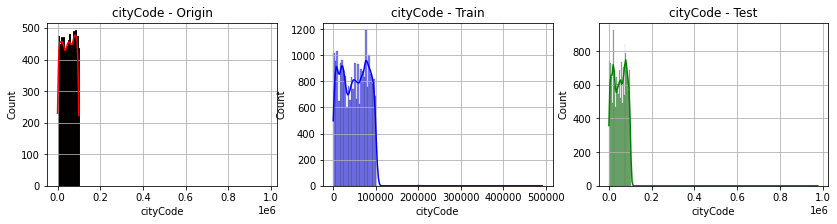 cityCode - Origin
Count
500
400
300
200
100
0
0.0 0.2 0.4 0.6 0.8 1.0
1e6
cityCode
cityCode - Train
Count
1200
1000
800
600
400
200
0
0 100000 200000 300000 400000 500000
cityCode
cityCode - Test
Count
800
600
400
200
0
0.0 0.2 0.4 0.6 0.8 1.0
1e6
cityCode